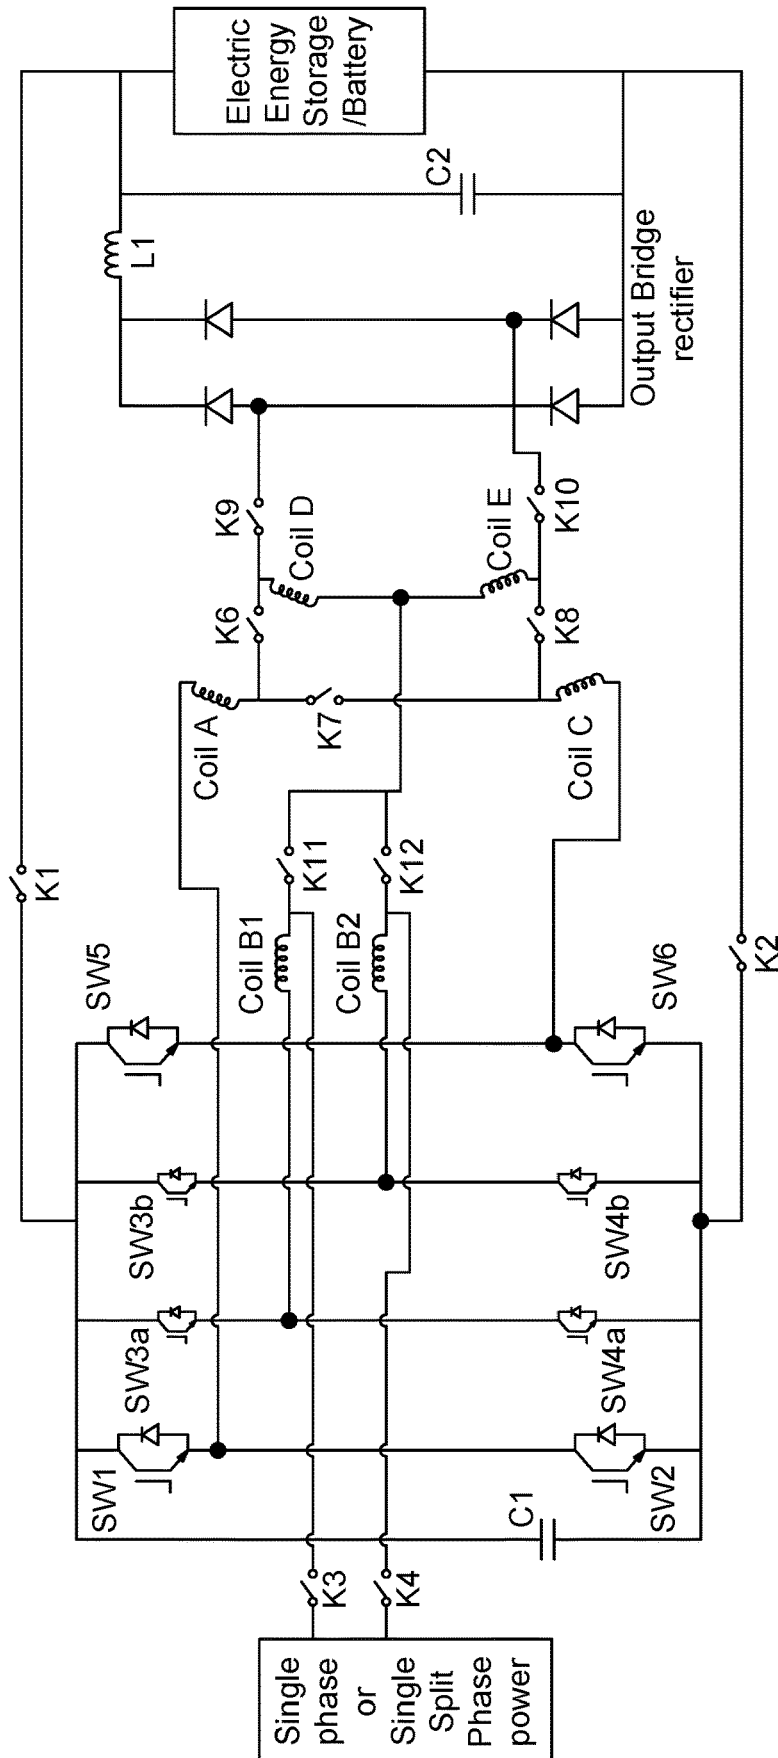 Single
phase
or
Single
Split
Phase
power
K3
K4
C1
SW1
SW2
SW3a
SW4a
SW3b
SW4b
SW5
SW6
K1
K2
Coil B1
Coil B2
K11
K12
Coil A
K7
Coil C
K6
K8
Coil D
Coil E
K9
K10
Output Bridge
rectifier
L1
C2
Electric
Energy
Storage
/Battery